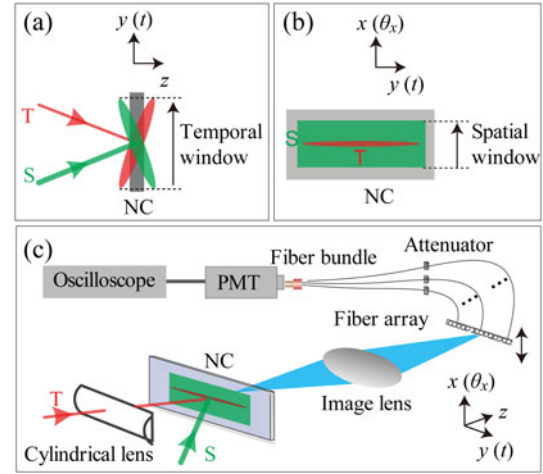 (a)
y (t)
z
T
S
Temporal
window
NC
(b)
x (θx)
y (t)
S
T
Spatial
window
NC
(c)
Oscilloscope
PMT
Fiber bundle
Attenuator
Fiber array
NC
T
Cylindrical lens
S
Image lens
x (θx)
z
y (t)